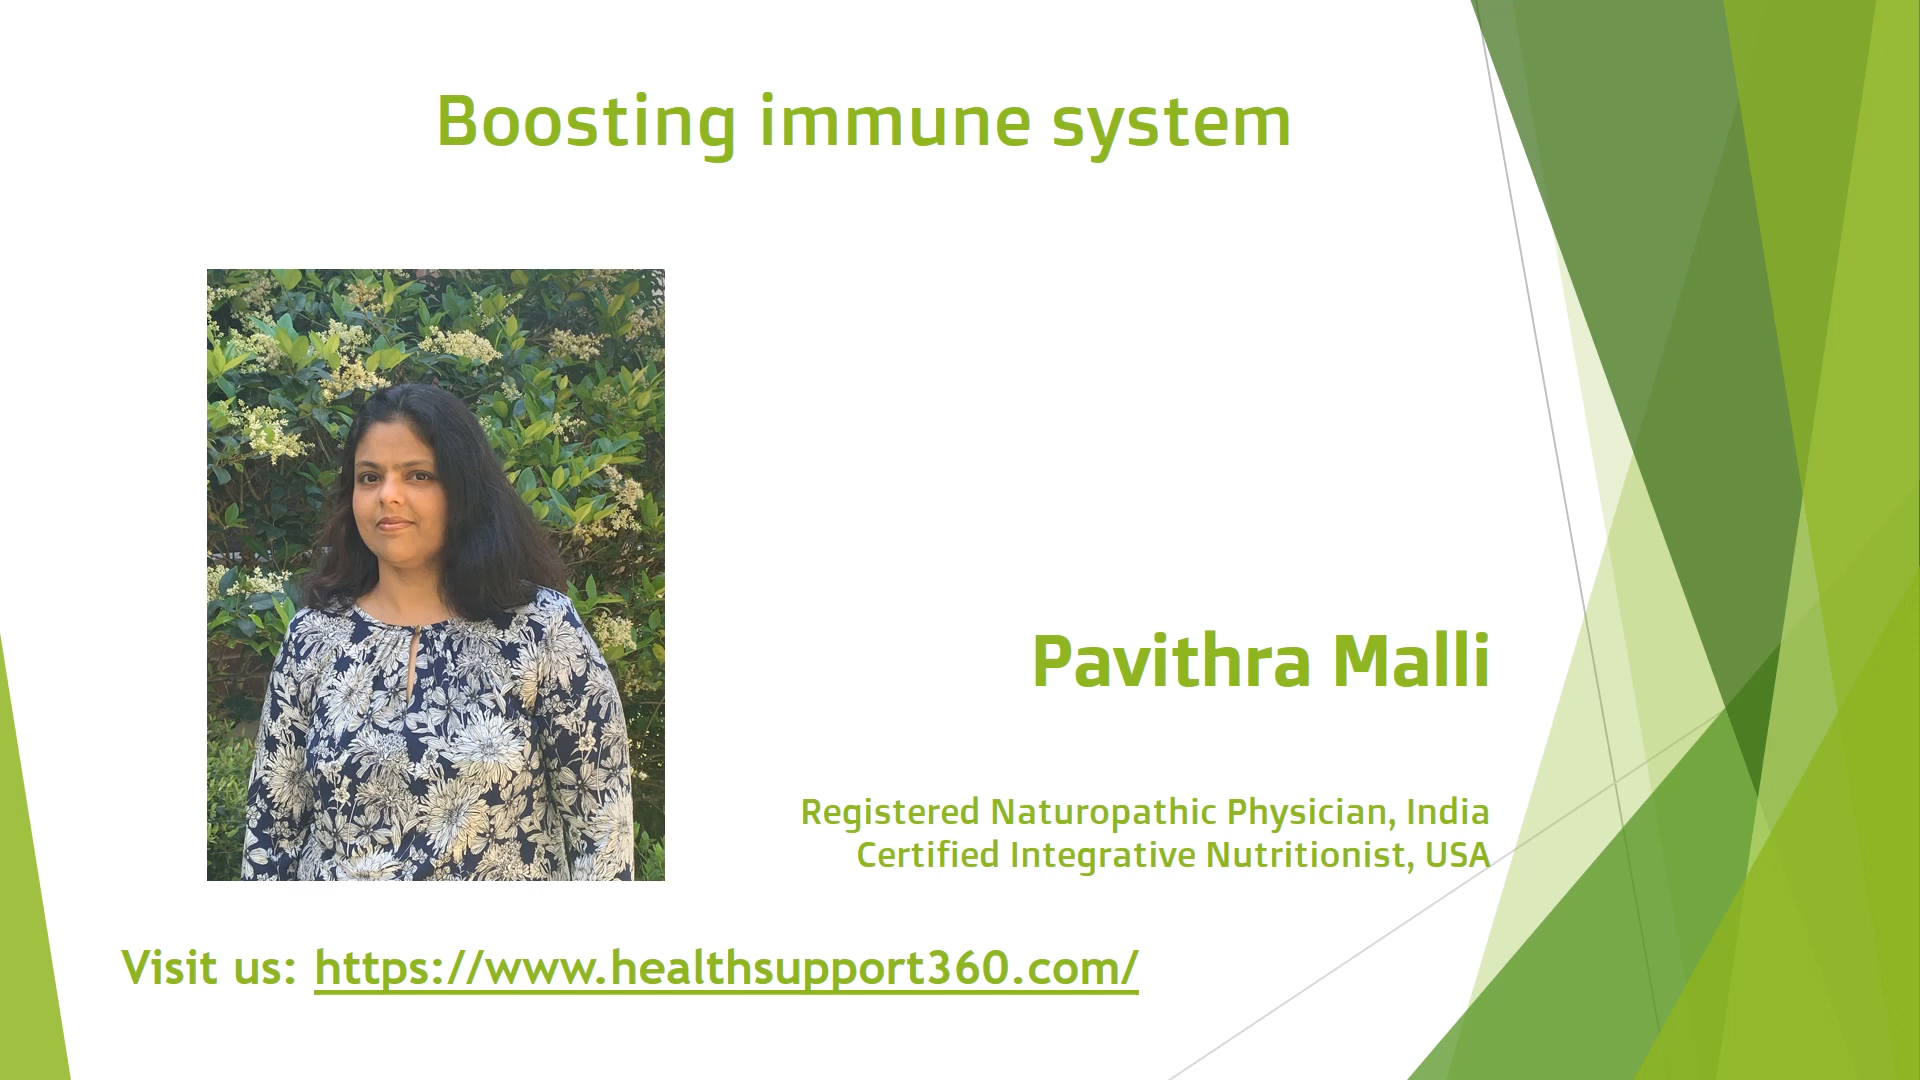 Boosting immune system
Pavithra Malli
Registered Naturopathic Physician, India
Certified Integrative Nutritionist, USA
Visit us: https://www.healthsupport360.com/